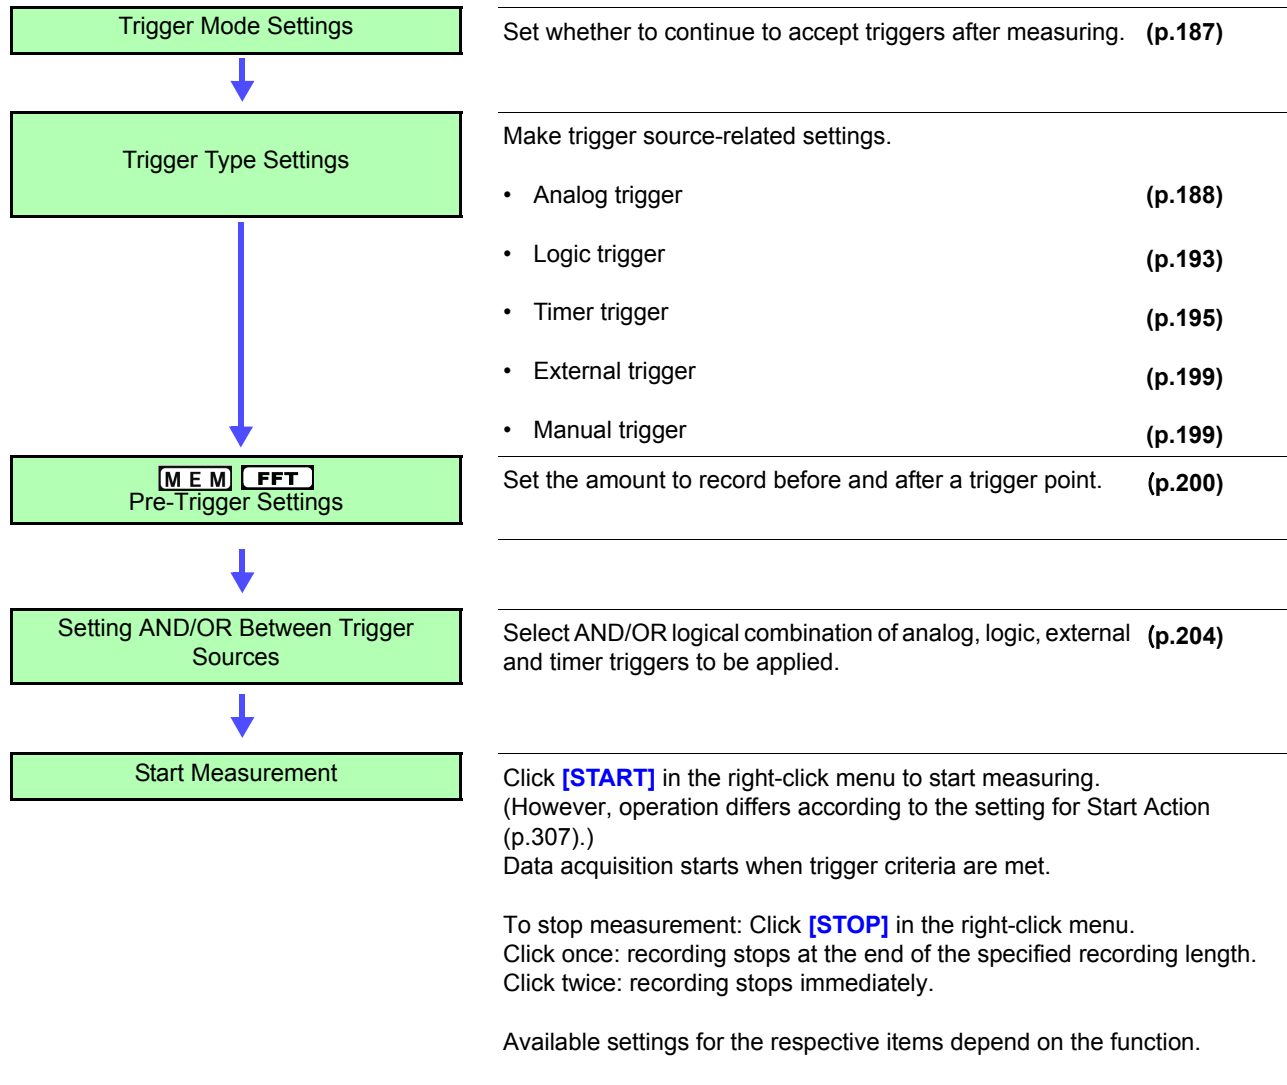 Trigger Mode Settings
Set whether to continue to accept triggers after measuring. (p.187)
Trigger Type Settings
Make trigger source-related settings.
• Analog trigger (p.188)
• Logic trigger (p.193)
• Timer trigger (p.195)
• External trigger (p.199)
• Manual trigger (p.199)
MEM FFT
Pre-Trigger Settings
Set the amount to record before and after a trigger point. (p.200)
Setting AND/OR Between Trigger
Sources
Select AND/OR logical combination of analog, logic, external (p.204)
and timer triggers to be applied.
Start Measurement
Click [START] in the right-click menu to start measuring.
(However, operation differs according to the setting for Start Action
(p.307).)
Data acquisition starts when trigger criteria are met.
To stop measurement: Click [STOP] in the right-click menu.
Click once: recording stops at the end of the specified recording length.
Click twice: recording stops immediately.
Available settings for the respective items depend on the function.